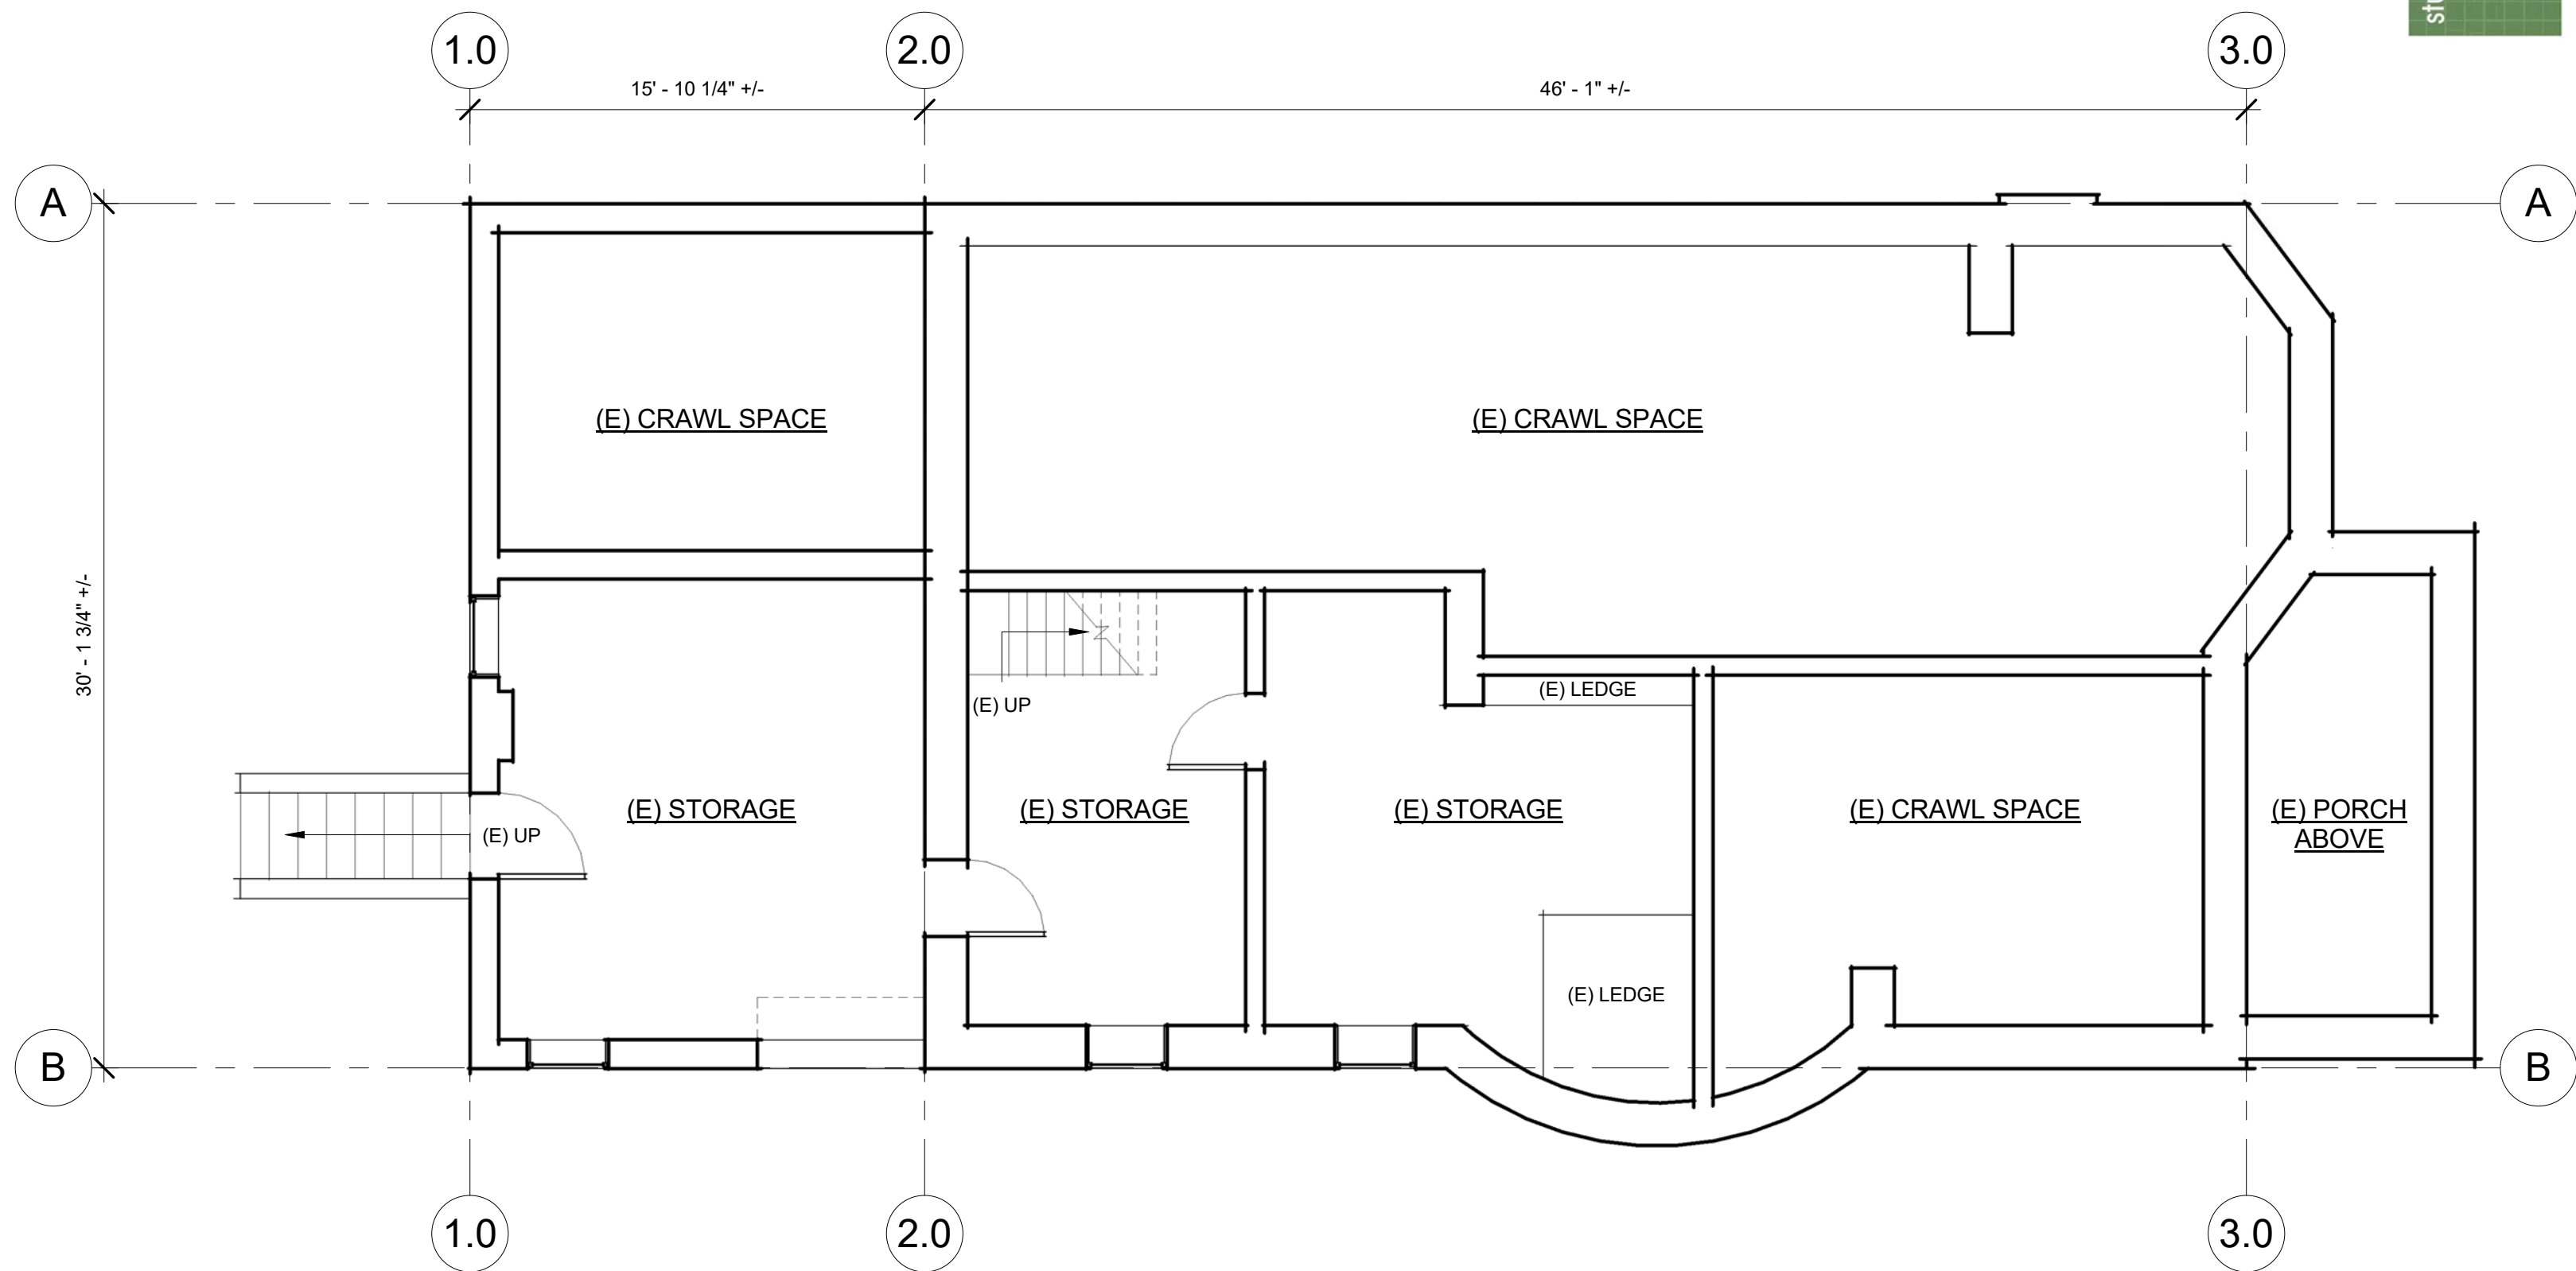 1.0
2.0
3.0
15' - 10 1/4" +/-
46' - 1" +/-
A
A
30' - 1 3/4" +/-
(E) CRAWL SPACE
(E) CRAWL SPACE
(E) LEDGE
(E) UP
(E) UP
(E) STORAGE
(E) STORAGE
(E) STORAGE
(E) CRAWL SPACE
(E) PORCH
ABOVE
(E) LEDGE
B
B
1.0
2.0
3.0